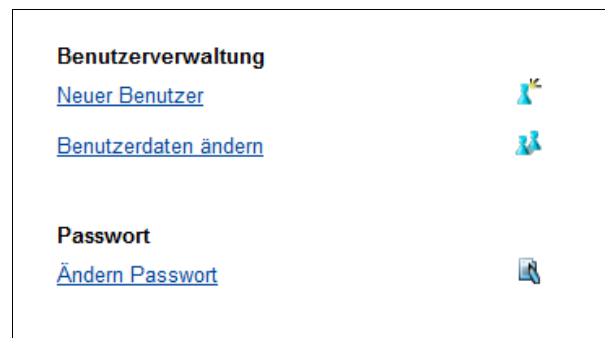 Benutzerverwaltung
Neuer Benutzer
Benutzerdaten ändern
Passwort
Ändern Passwort